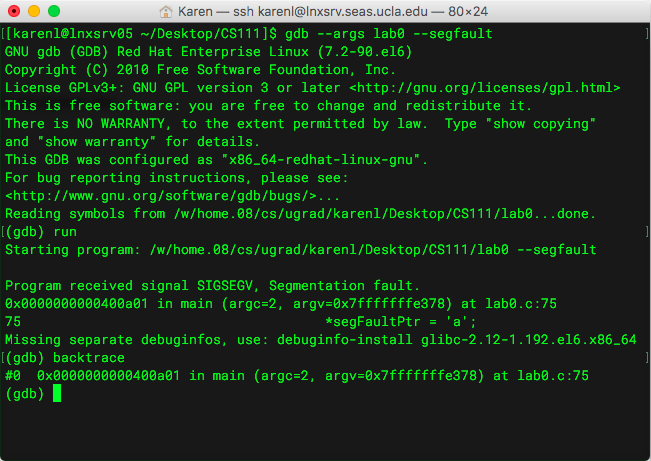 Karen — ssh karenl@lnxsrv.seas.ucla.edu — 80×24
[[karenl@lnxsrv05 ~/Desktop/CS111]$ gdb --args lab0 --segfault ]
GNU gdb (GDB) Red Hat Enterprise Linux (7.2-90.el6)
Copyright (C) 2010 Free Software Foundation, Inc.
License GPLv3+: GNU GPL version 3 or later <http://gnu.org/licenses/gpl.html>
This is free software: you are free to change and redistribute it.
There is NO WARRANTY, to the extent permitted by law.  Type "show copying"
and "show warranty" for details.
This GDB was configured as "x86_64-redhat-linux-gnu".
For bug reporting instructions, please see:
<http://www.gnu.org/software/gdb/bugs/>...
Reading symbols from /w/home.08/cs/ugrad/karenl/Desktop/CS111/lab0...done.
[(gdb) run ]
Starting program: /w/home.08/cs/ugrad/karenl/Desktop/CS111/lab0 --segfault
Program received signal SIGSEGV, Segmentation fault.
0x0000000000400a01 in main (argc=2, argv=0x7fffffffe378) at lab0.c:75
75 *segFaultPtr = 'a';
Missing separate debuginfos, use: debuginfo-install glibc-2.12-1.192.el6.x86_64
[(gdb) backtrace ]
#0  0x0000000000400a01 in main (argc=2, argv=0x7fffffffe378) at lab0.c:75
(gdb)